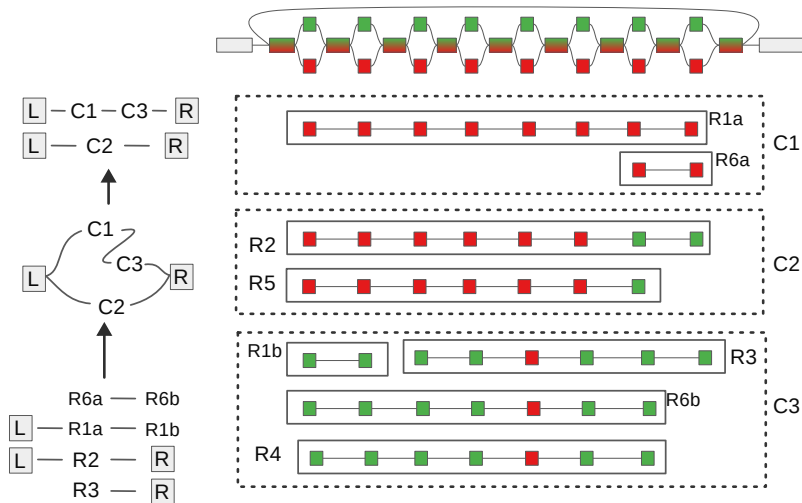 L C1 C3 R
L C2 R
C1
L C3 R
C2
R6a R6b
L R1a R1b
L R2 R
R3 R
R1a
R6a
C1
R2
R5
C2
R1b R3
R6b
R4
C3